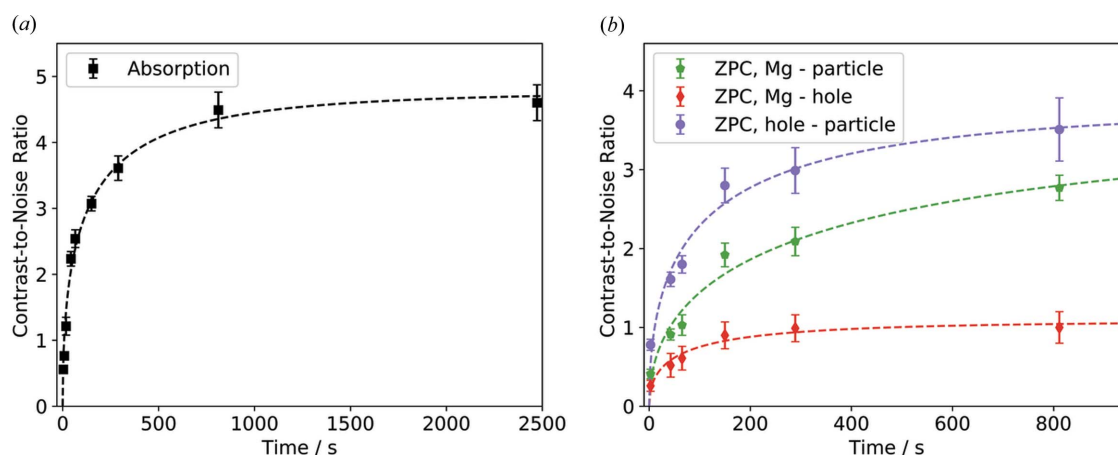 (a)
Contrast-to-Noise Ratio
5
4
3
2
1
0
Absorption
0 500 1000 1500 2000 2500
Time / s
(b)
Contrast-to-Noise Ratio
4
3
2
1
0
ZPC, Mg - particle
ZPC, Mg - hole
ZPC, hole - particle
0 200 400 600 800
Time / s